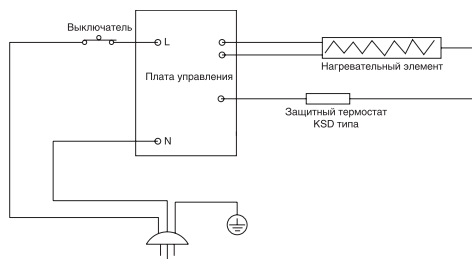 Выключатель
L
Плата управления
Нагревательный элемент
Защитный термостат
KSD типа
N